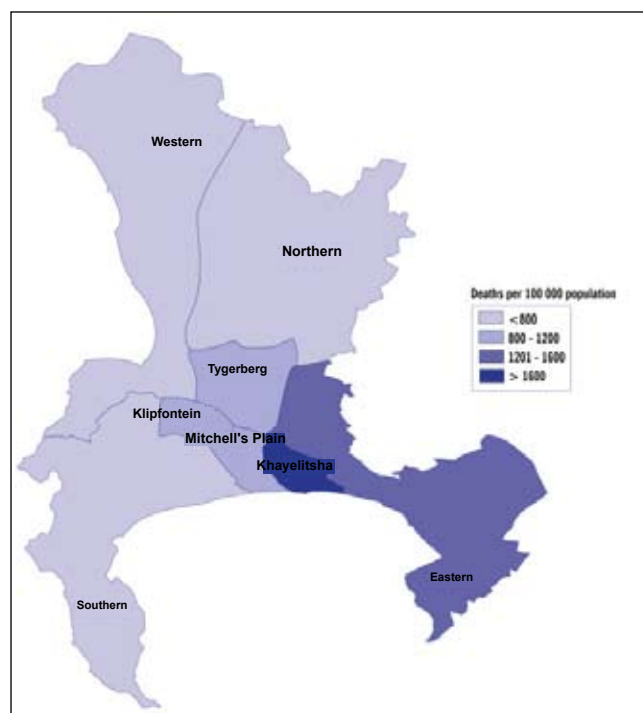 Western
Northern
Deaths per 100 000 population
<800
800 - 1200
1201 - 1600
> 1600
Tygerberg
Klipfontein
Mitchell's Plain
Khayelitsha
Eastern
Southern